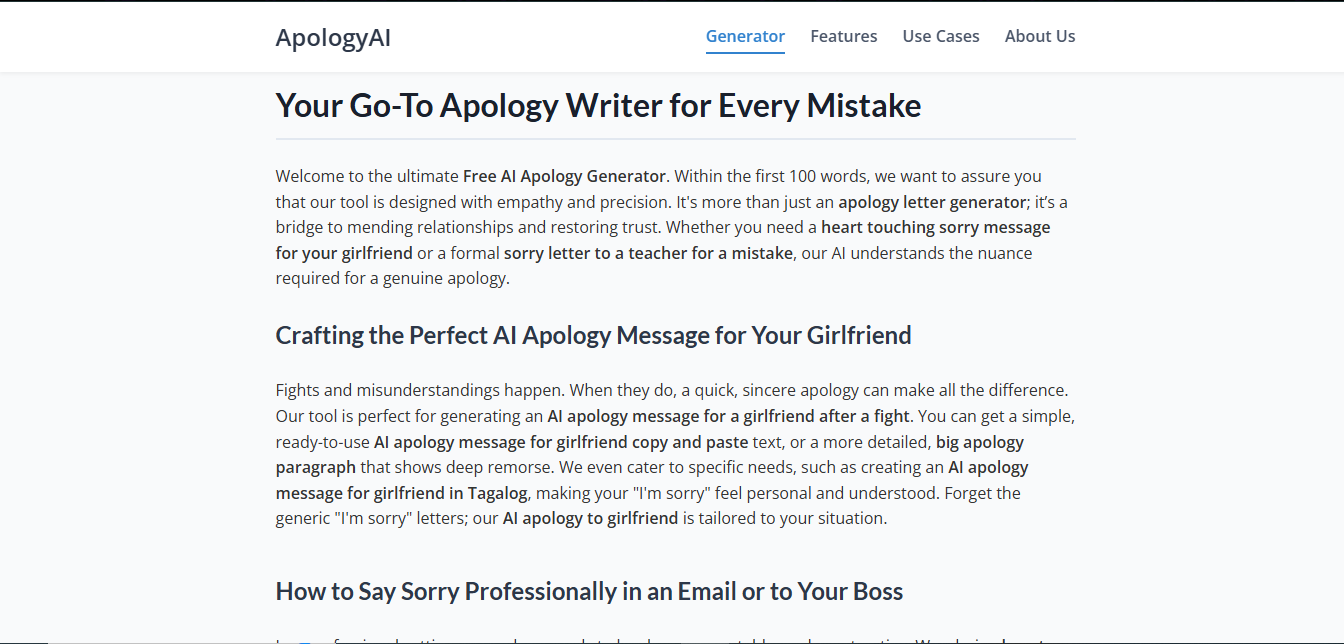 ApologyAI
Generator Features Use Cases About Us
Your Go-To Apology Writer for Every Mistake
Welcome to the ultimate Free AI Apology Generator. Within the first 100 words, we want to assure you
that our tool is designed with empathy and precision. It's more than just an apology letter generator; it's a
bridge to mending relationships and restoring trust. Whether you need a heart touching sorry message
for your girlfriend or a formal sorry letter to a teacher for a mistake, our AI understands the nuance
required for a genuine apology.
Crafting the Perfect AI Apology Message for Your Girlfriend
Fights and misunderstandings happen. When they do, a quick, sincere apology can make all the difference.
Our tool is perfect for generating an AI apology message for a girlfriend after a fight. You can get a simple,
ready-to-use AI apology message for girlfriend copy and paste text, or a more detailed, big apology
paragraph that shows deep remorse. We even cater to specific needs, such as creating an AI apology
message for girlfriend in Tagalog, making your "I'm sorry" feel personal and understood. Forget the
generic "I'm sorry" letters; our AI apology to girlfriend is tailored to your situation.
How to Say Sorry Professionally in an Email or to Your Boss